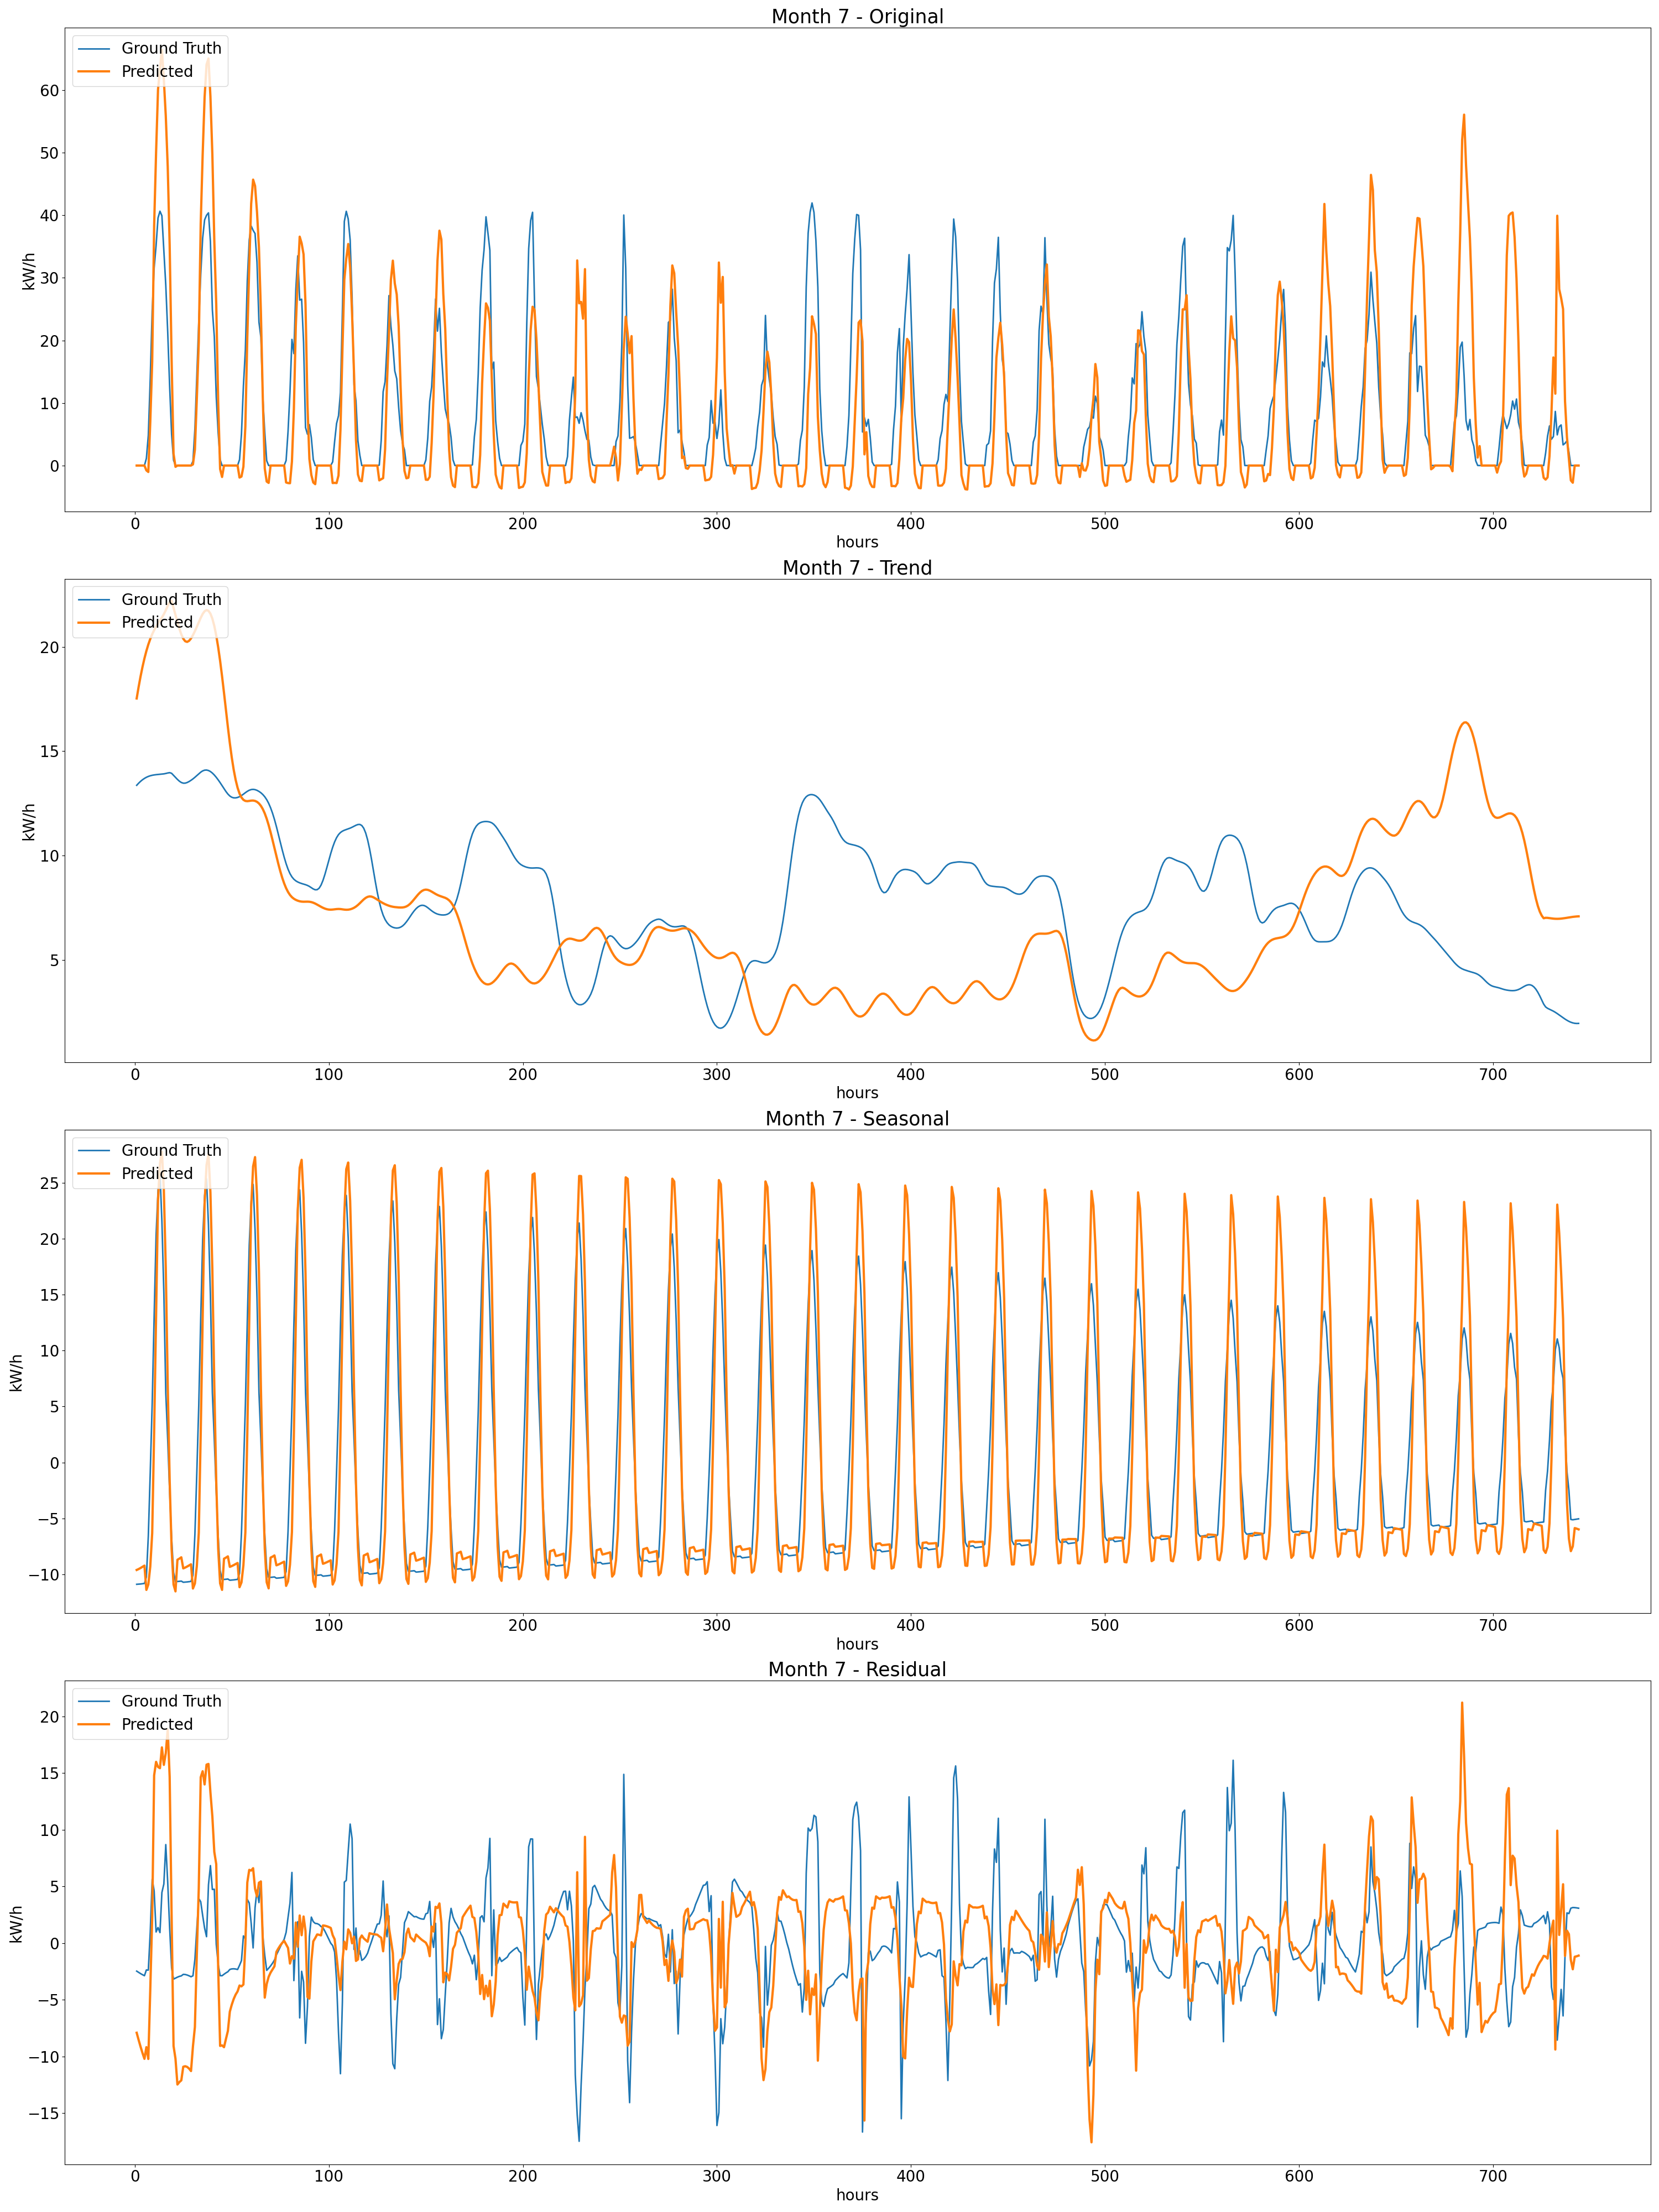 Month 7 - Original
Ground Truth
Predicted
60
50
40
30
20
10
0
kW/h
0 100 200 300 400 500 600 700
hours
Month 7 - Trend
Ground Truth
Predicted
20
15
10
5
kW/h
0 100 200 300 400 500 600 700
hours
Month 7 - Seasonal
Ground Truth
Predicted
25
20
15
10
5
0
−5
−10
kW/h
0 100 200 300 400 500 600 700
hours
Month 7 - Residual
Ground Truth
Predicted
20
15
10
5
0
−5
−10
−15
kW/h
0 100 200 300 400 500 600 700
hours